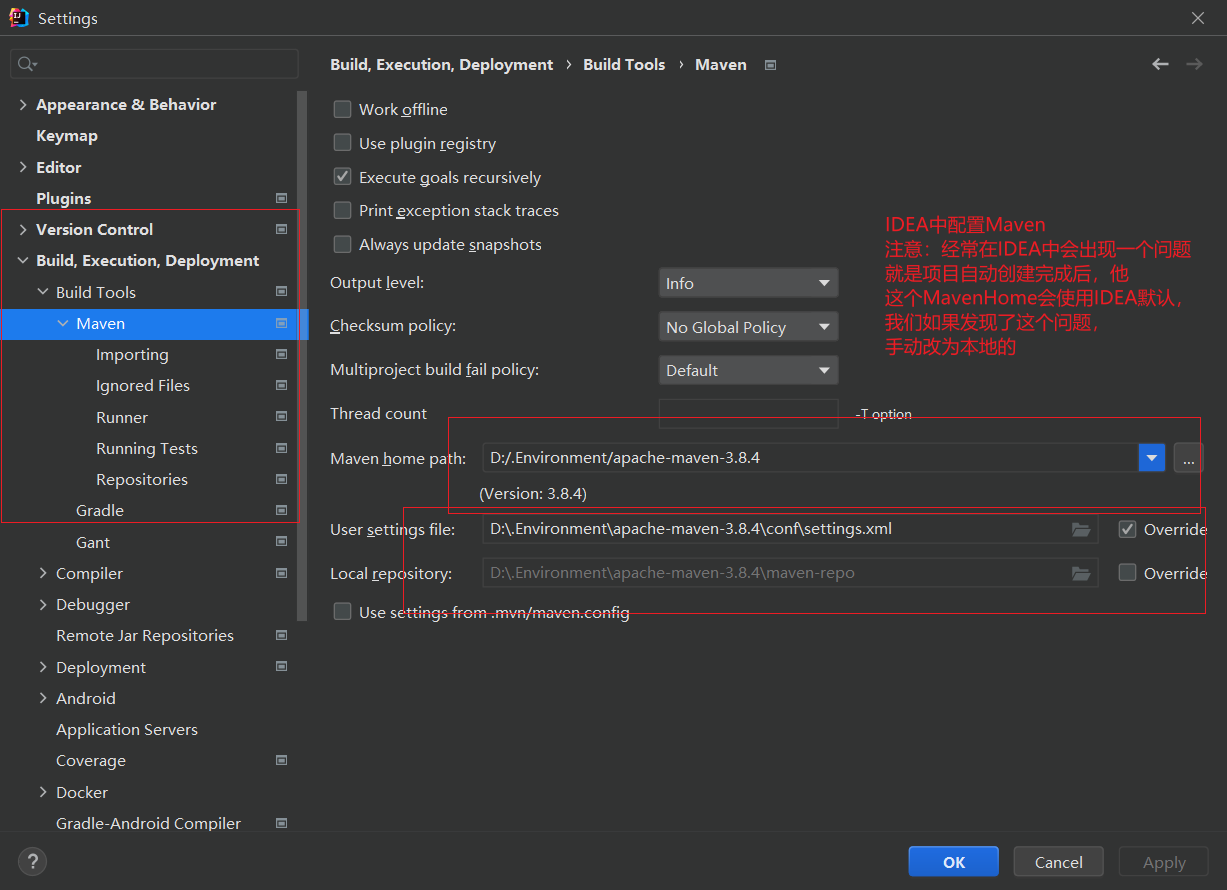 Settings
Appearance & Behavior
Keymap
Editor
Plugins
Version Control
Build, Execution, Deployment
Build Tools
Maven
Importing
Ignored Files
Runner
Running Tests
Repositories
Gradle
Gant
Compiler
Debugger
Remote Jar Repositories
Deployment
Android
Application Servers
Coverage
Docker
Gradle-Android Compiler
Build, Execution, Deployment › Build Tools › Maven
Work offline
Use plugin registry
Execute goals recursively
Print exception stack traces
Always update snapshots
Output level: Info
Checksum policy: No Global Policy
Multiproject build fail policy: Default
Thread count -T option
Maven home path: D:/.Environment/apache-maven-3.8.4 ...
(Version: 3.8.4)
User settings file: D:\.Environment\apache-maven-3.8.4\conf\settings.xml Override
Local repository: D:\.Environment\apache-maven-3.8.4\maven-repo Override
Use settings from .mvn/maven.config
IDEA中配置Maven
注意：经常在IDEA中会出现一个问题
就是项目自动创建完成后，他
这个MavenHome会使用IDEA默认，
我们如果发现了这个问题，
手动改为本地的
?
OK Cancel Apply